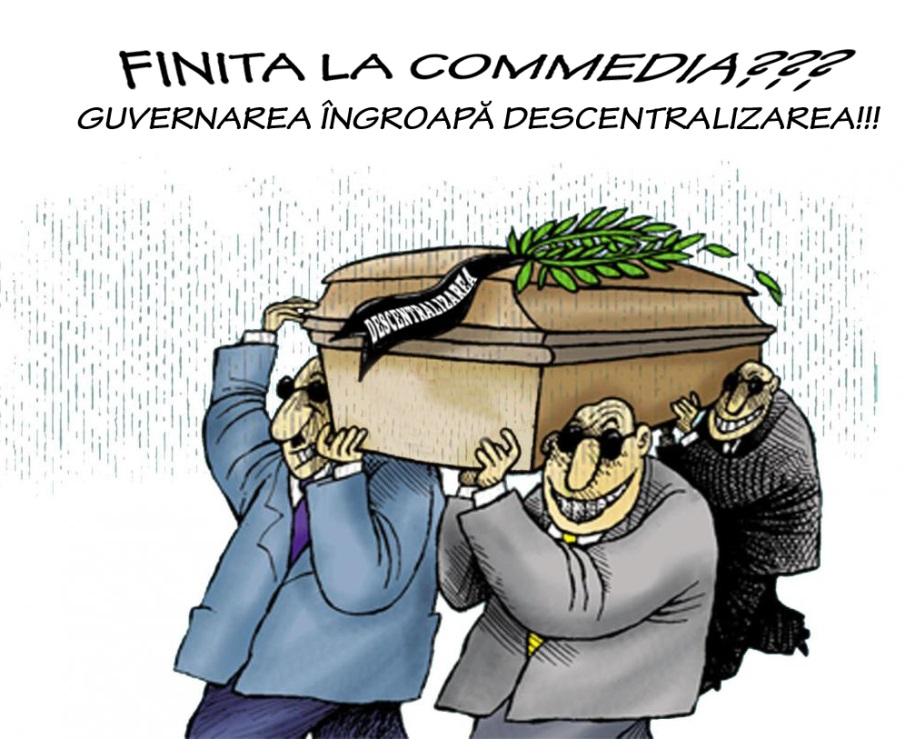 FINITA LA COMMEDIA???
GUVERNAREA ÎNGROAPĂ DESCENTRALIZAREA!!!
DESCENTRALIZAREA